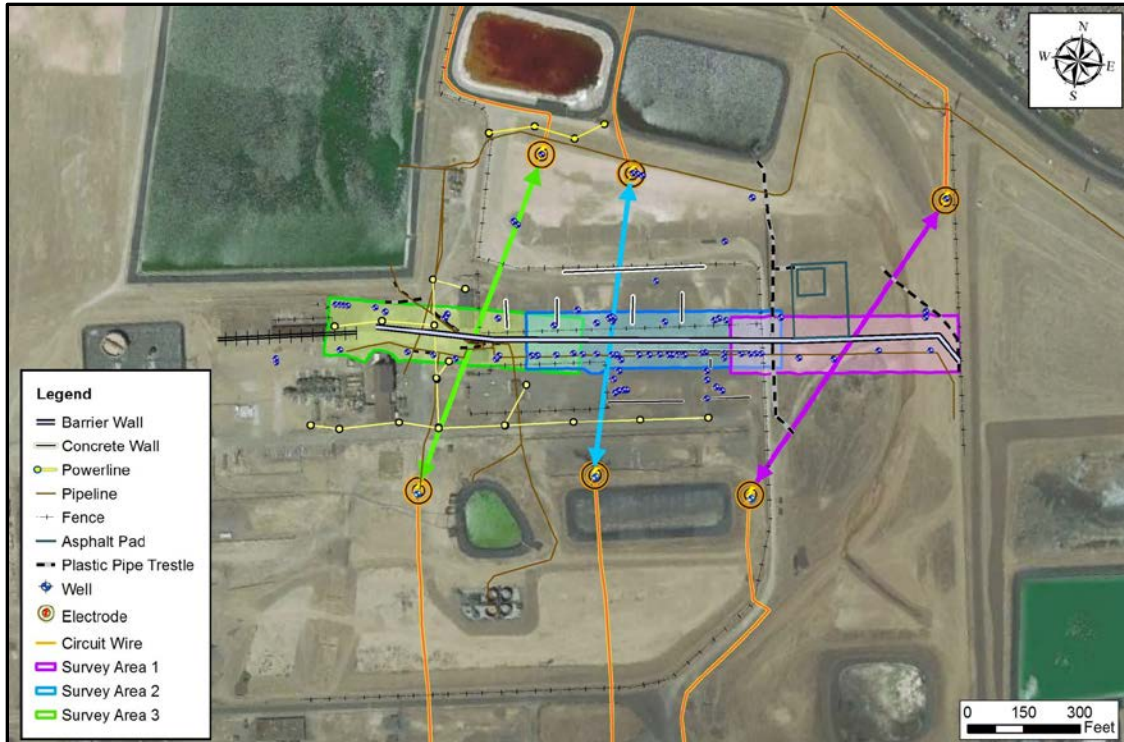 N
W
E
S
Legend
Barrier Wall
Concrete Wall
Powerline
Pipeline
Fence
Asphalt Pad
Plastic Pipe Trestle
Well
Electrode
Circuit Wire
Survey Area 1
Survey Area 2
Survey Area 3
0 150 300
Feet